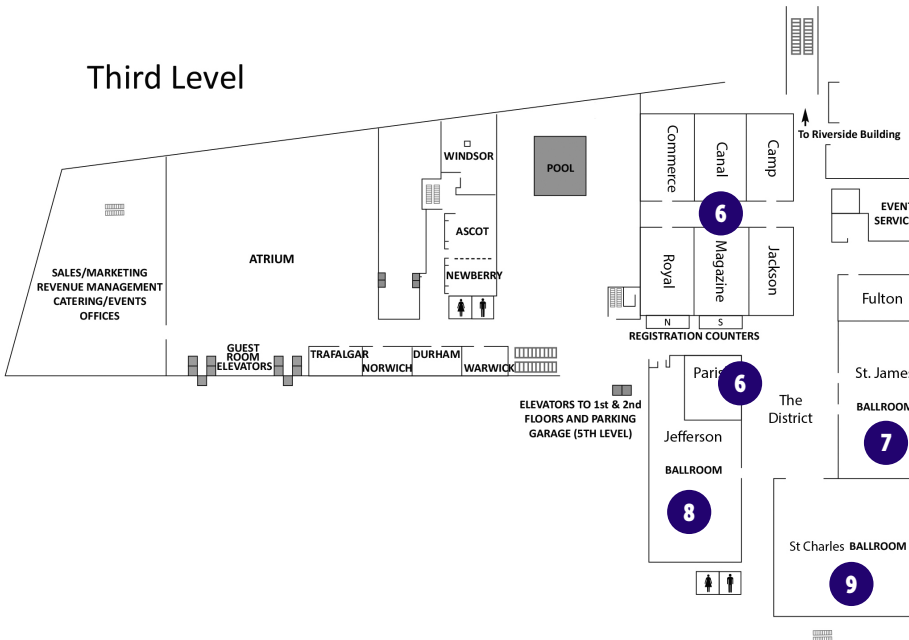 Third Level
To Riverside Building
Commerce
Canal
Camp
WINDSOR
POOL
6
EVENT
SERVIC
ASCOT
ATRIUM
Royal
Magazine
Jackson
SALES/MARKETING
REVENUE MANAGEMENT
CATERING/EVENTS
OFFICES
NEWBERRY
Fulton
N
S
REGISTRATION COUNTERS
GUEST
ROOM
ELEVATORS
TRAFALGAR
DURHAM
NORWICH
WARWICK
Paris
6
St. James
ELEVATORS TO 1st & 2nd
FLOORS AND PARKING
GARAGE (5TH LEVEL)
The
District
BALLROOM
7
Jefferson
BALLROOM
8
St Charles BALLROOM
9